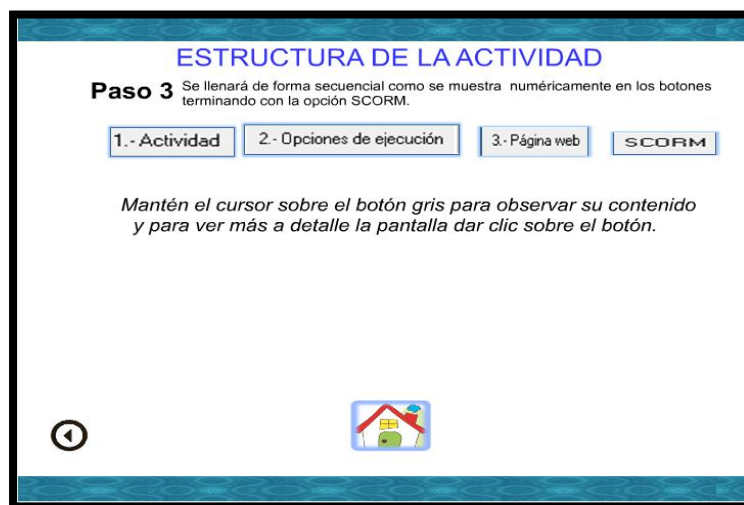 ESTRUCTURA DE LA ACTIVIDAD
Paso 3 Se llenará de forma secuencial como se muestra numéricamente en los botones
terminando con la opción SCORM.
1.- Actividad 2.- Opciones de ejecución 3.- Página web SCORM
Mantén el cursor sobre el botón gris para observar su contenido
y para ver más a detalle la pantalla dar clic sobre el botón.